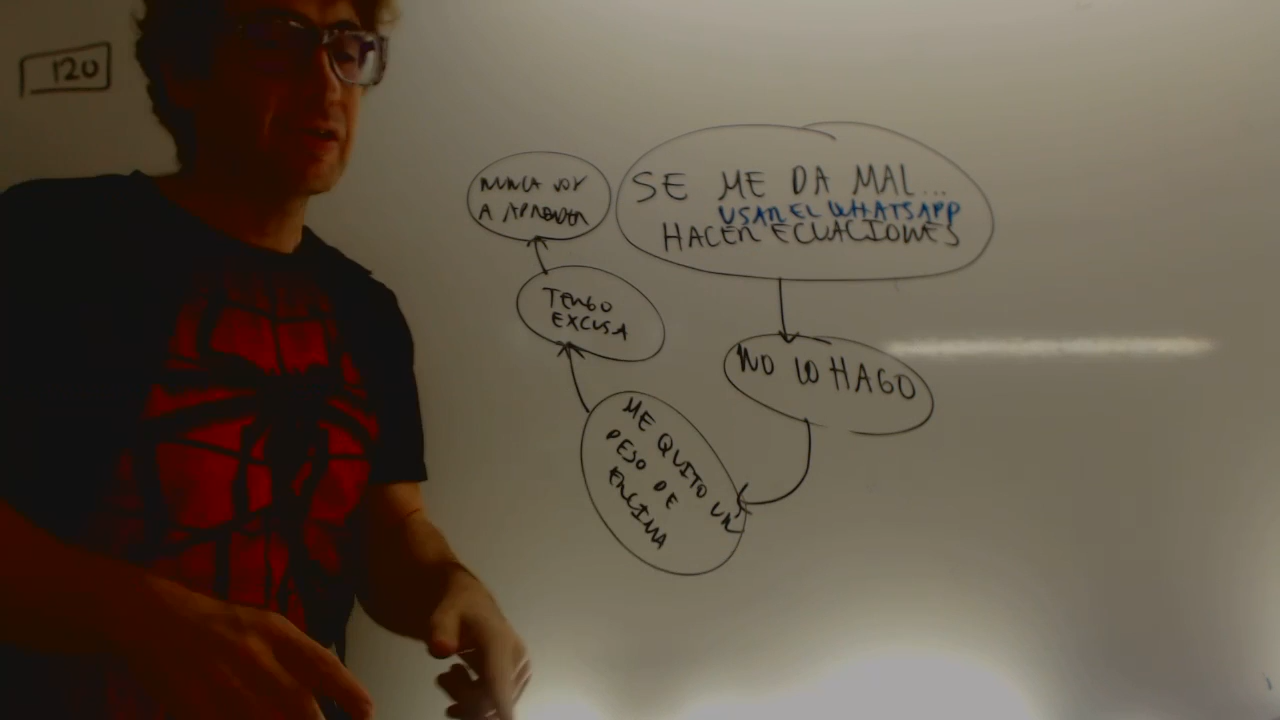 120
SE ME DA MAL...
USAR EL WHATSAPP
HACER ECUACIONES
NO LO HAGO
ME QUITO UN
PESO DE
ENCIMA
TENGO
EXCUSA
NUNCA VOY
A APRENDER